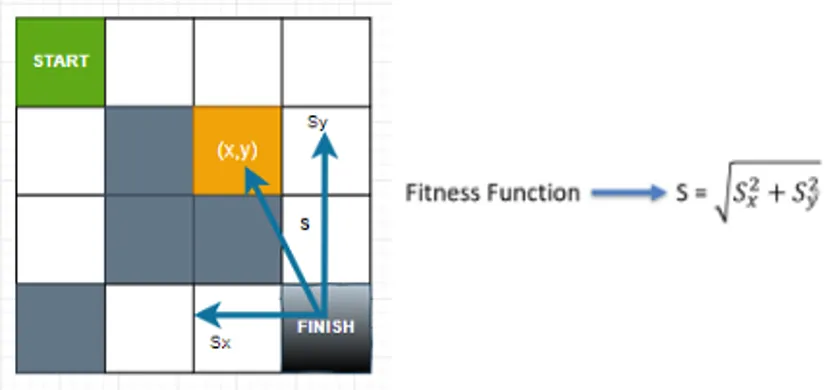 START
Sy
(x,y)
S
FINISH
Sx
Fitness Function S = √S_x^2 + S_y^2